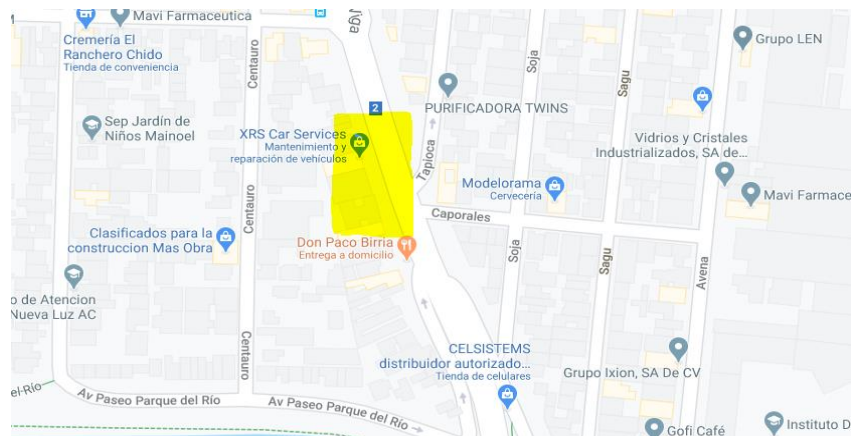 Mavi Farmaceutica
Cremería El
Ranchero Chido
Tienda de conveniencia
Centauro
Grupo LEN
Soja
Sagu
PURIFICADORA TWINS
2
Sep Jardín de
Niños Mainoel
XRS Car Services
Mantenimiento y
reparación de vehículos
Tapioca
Vidrios y Cristales
Industrializados, SA de...
Modelorama
Cervecería
Mavi Farmace
Centauro
Caporales
Clasificados para la
construccion Mas Obra
Don Paco Birria
Entrega a domicilio
Soja
Sagu
Avena
o de Atencion
Nueva Luz AC
CELSISTEMS
distribuidor autorizado...
Tienda de celulares
Centauro
Grupo Ixion, SA De CV
el-Río
Av Paseo Parque del Río
Av Paseo Parque del Río
Gofi Café
Instituto D